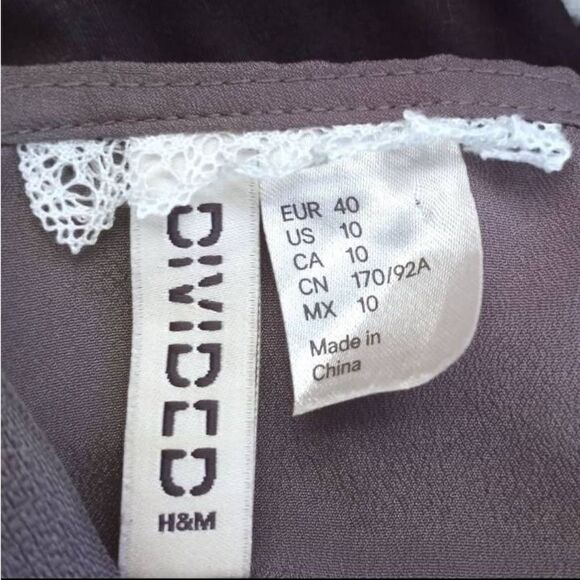 DIVIDED
H&M
EUR 40
US 10
CA 10
CN 170/92A
MX 10
Made in
China